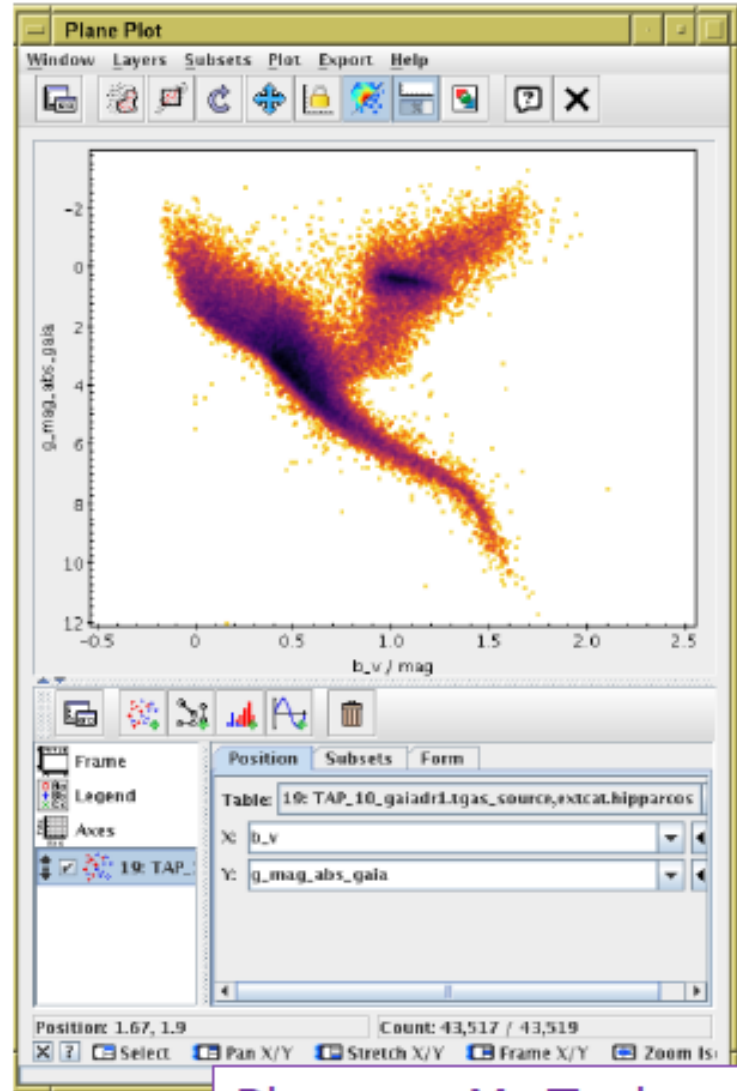 Plane Plot
Window Layers Subsets Plot Export Help
-2
0
2
4
6
8
10
12
g_mag_abs_gaia
-0.5 0 0.5 1.0 1.5 2.0 2.5
b_v / mag
Frame
Legend
Axes
19: TAP_
Position Subsets Form
Table: 19: TAP_10_gaiadr1.tgas_source,extcat.hipparcos
X: b_v
Y: g_mag_abs_gaia
Position: 1.67, 1.9 Count: 43,517 / 43,519
Select Pan X/Y Stretch X/Y Frame X/Y Zoom Iso